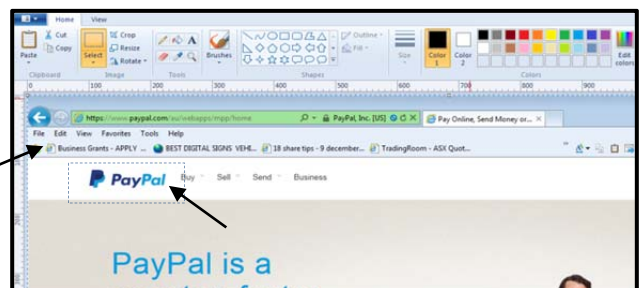 Home View
Cut
Copy
Paste
Clipboard
Select
Crop
Resize
Rotate
Image
Tools
Brushes
Outline
Fill
Shapes
Size
Color 1
Color 2
Colors
Edit colors
0 100 200 300 400 500 600 700 800 900
https://www.paypal.com/au/webapps/mpp/home PayPal, Inc. [US] Pay Online, Send Money or...
File Edit View Favorites Tools Help
Business Grants - APPLY ... BEST DIGITAL SIGNS VEHI... 18 share tips - 9 december... TradingRoom - ASX Quot...
PayPal Buy Sell Send Business
PayPal is a